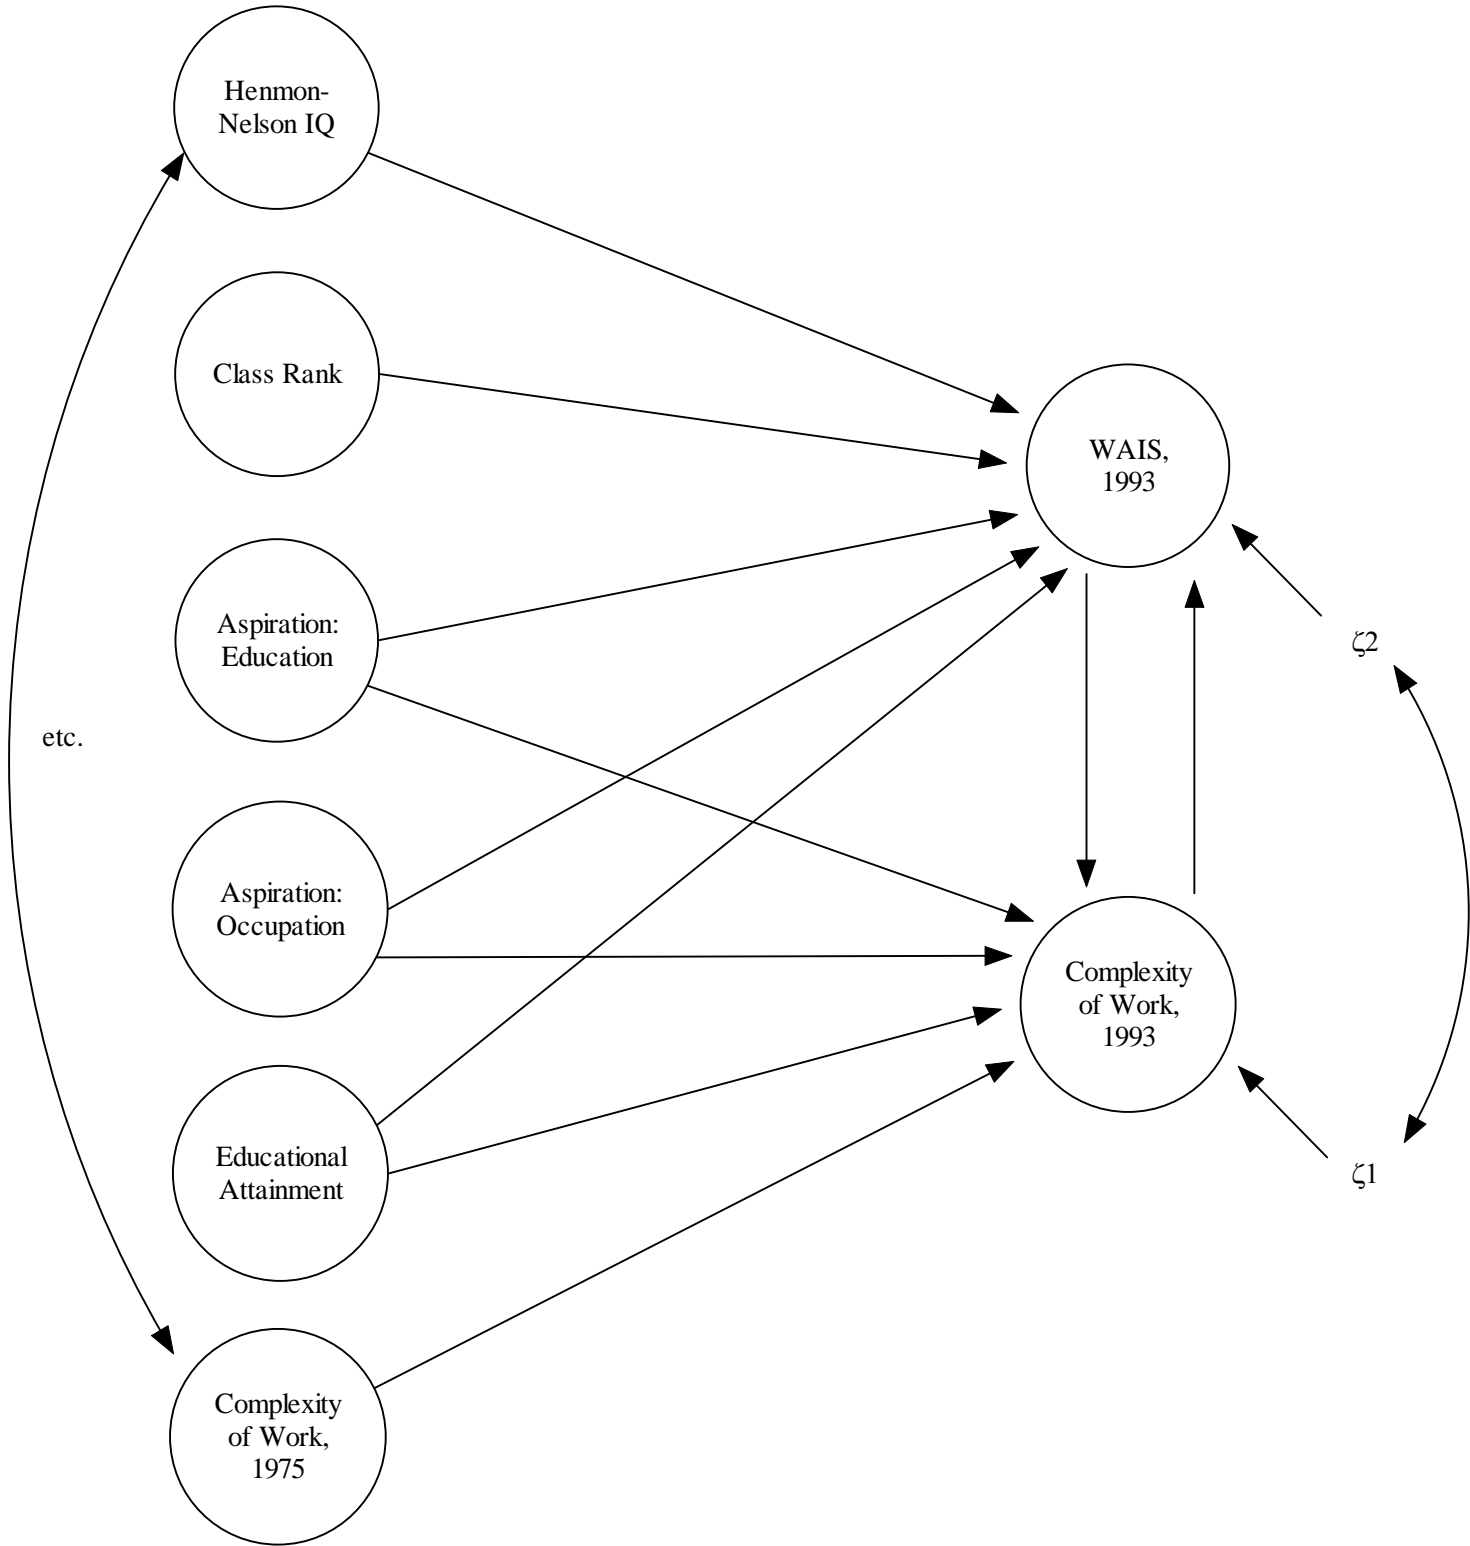 Henmon-
Nelson IQ
Class Rank
WAIS,
1993
Aspiration:
Education
ζ2
etc.
Aspiration:
Occupation
Complexity
of Work,
1993
Educational
Attainment
ζ1
Complexity
of Work,
1975